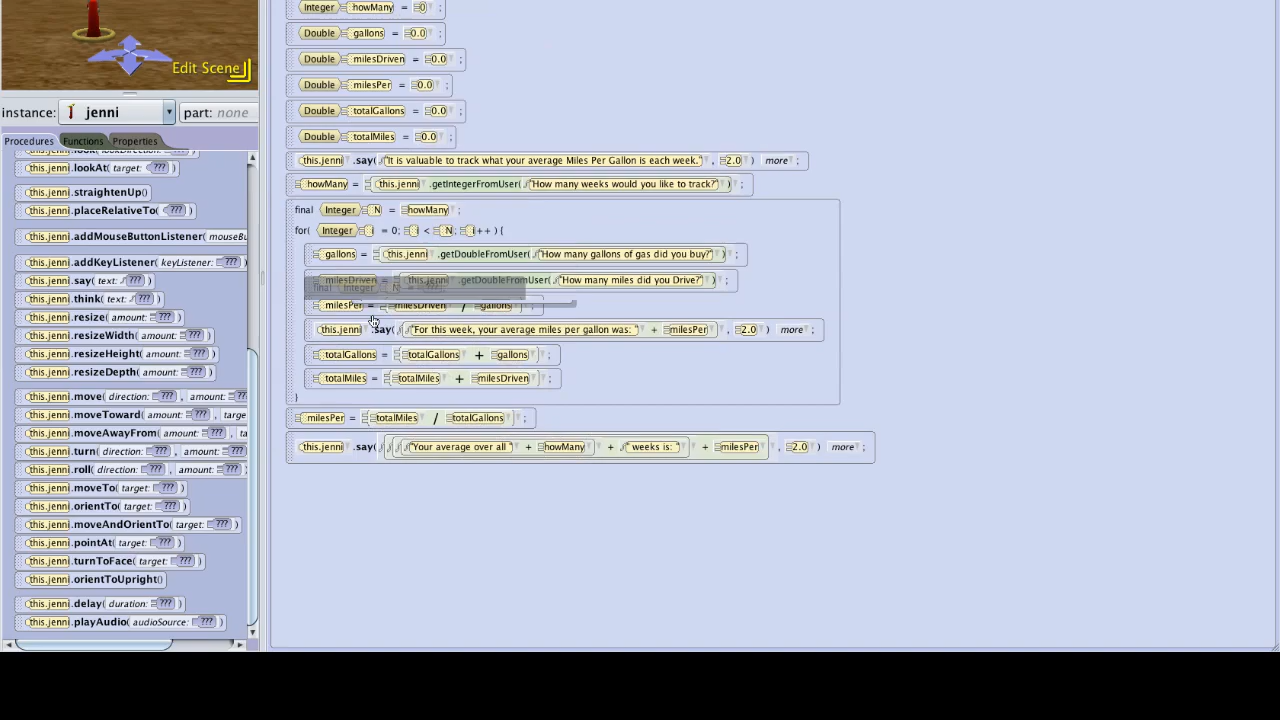 Integer howMany = 0 ;
Double gallons = 0.0 ;
Double milesDriven = 0.0 ;
Double milesPer = 0.0 ;
Double totalGallons = 0.0 ;
Double totalMiles = 0.0 ;
this.jenni .say( "It is valuable to track what your average Miles Per Gallon is each week." , 2.0 ) more ;
howMany = this.jenni .getIntegerFromUser( "How many weeks would you like to track?" ) ;
final Integer N = howMany ;
for( Integer i = 0; i < N; i++ ){
gallons = this.jenni .getDoubleFromUser( "How many gallons of gas did you buy?" ) ;
milesDriven = this.jenni .getDoubleFromUser( "How many miles did you Drive?" ) ;
final Integer N = ??? ;
milesPer = milesDriven / gallons ;
this.jenni .say( "For this week, your average miles per gallon was: " + milesPer , 2.0 ) more ;
totalGallons = totalGallons + gallons ;
totalMiles = totalMiles + milesDriven ;
}
milesPer = totalMiles / totalGallons ;
this.jenni .say( "Your average over all " + howMany + " weeks is: " + milesPer , 2.0 ) more ;
Edit Scene
instance: jenni part: none
Procedures Functions Properties
this.jenni .lookAt( target: ??? )
this.jenni .straightenUp()
this.jenni .placeRelativeTo( ??? )
this.jenni .addMouseButtonListener( mouseBu
this.jenni .addKeyListener( keyListener: ???
this.jenni .say( text: ??? )
this.jenni .think( text: ??? )
this.jenni .resize( amount: ??? )
this.jenni .resizeWidth( amount: ??? )
this.jenni .resizeHeight( amount: ??? )
this.jenni .resizeDepth( amount: ??? )
this.jenni .move( direction: ??? , amount:
this.jenni .moveToward( amount: ??? , targe
this.jenni .moveAwayFrom( amount: ??? , ta
this.jenni .turn( direction: ??? , amount:
this.jenni .roll( direction: ??? , amount: ???
this.jenni .moveTo( target: ??? )
this.jenni .orientTo( target: ??? )
this.jenni .moveAndOrientTo( target: ??? )
this.jenni .pointAt( target: ??? )
this.jenni .turnToFace( target: ??? )
this.jenni .orientToUpright()
this.jenni .delay( duration: ??? )
this.jenni .playAudio( audioSource: ??? )